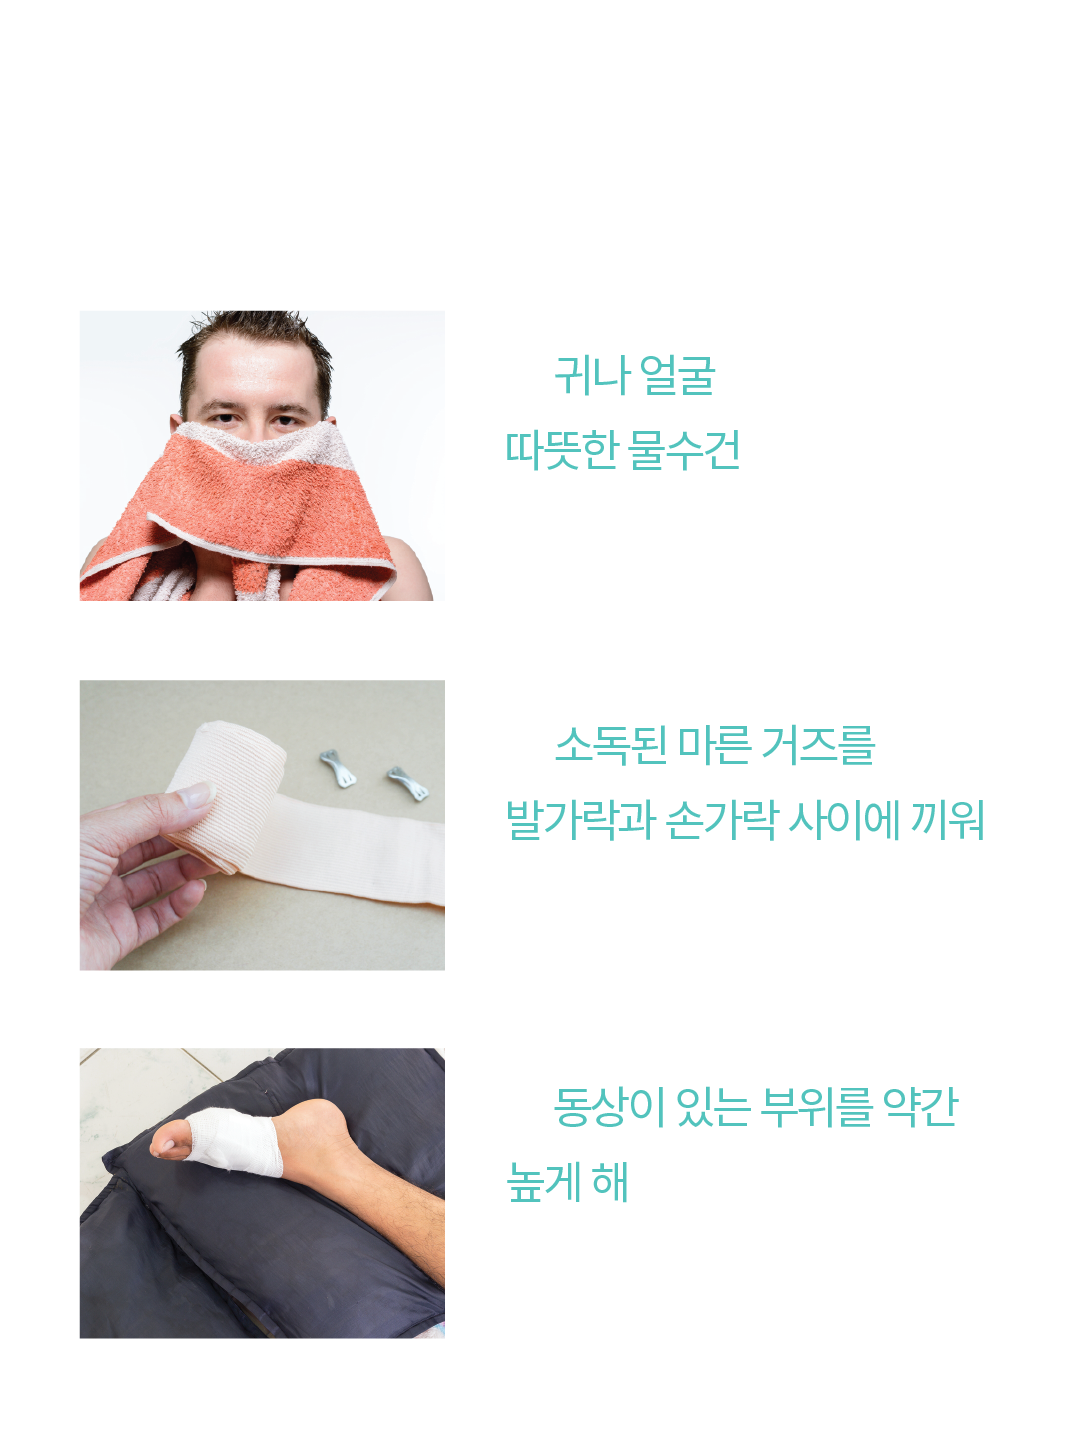 귀나 얼굴
따뜻한 물수건
소독된 마른 거즈를
발가락과 손가락 사이에 끼워
동상이 있는 부위를 약간
높게 해